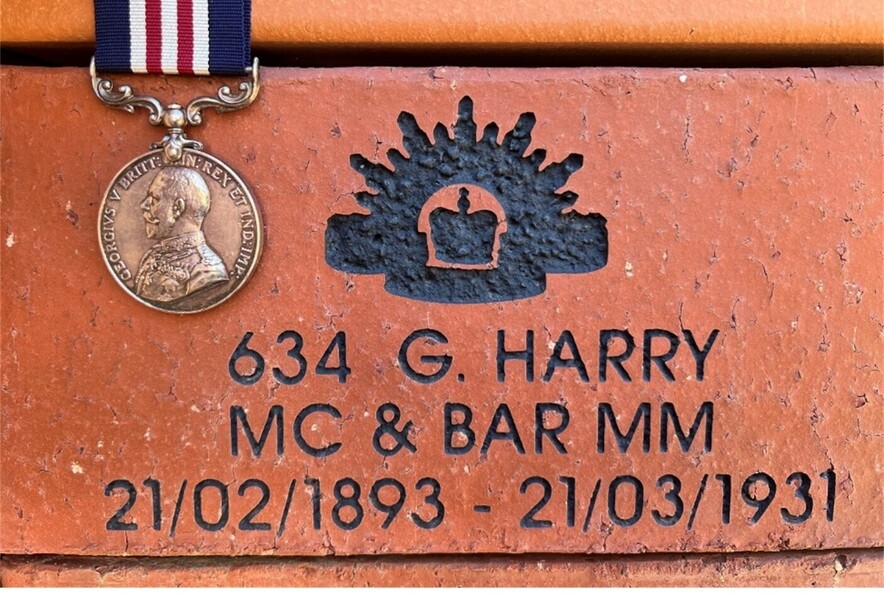 GEORGIVS V BRITT: OMN: REX ET IND: IMP:
634 G. HARRY
MC & BAR MM
21/02/1893 - 21/03/1931